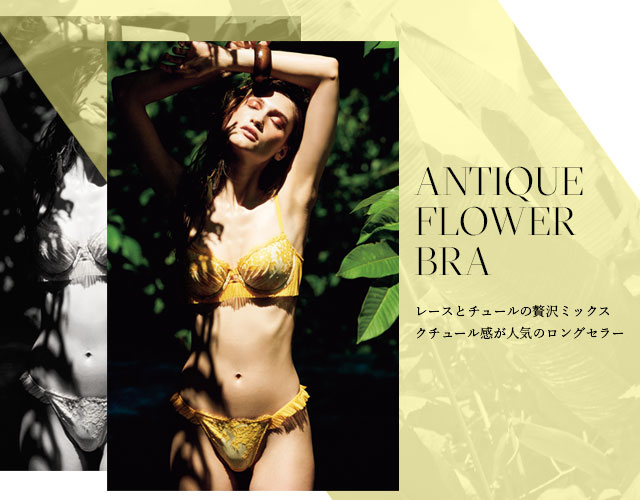 ANTIQUE
FLOWER
BRA
レースとチュールの贅沢ミックス
クチュール感が人気のロングセラー